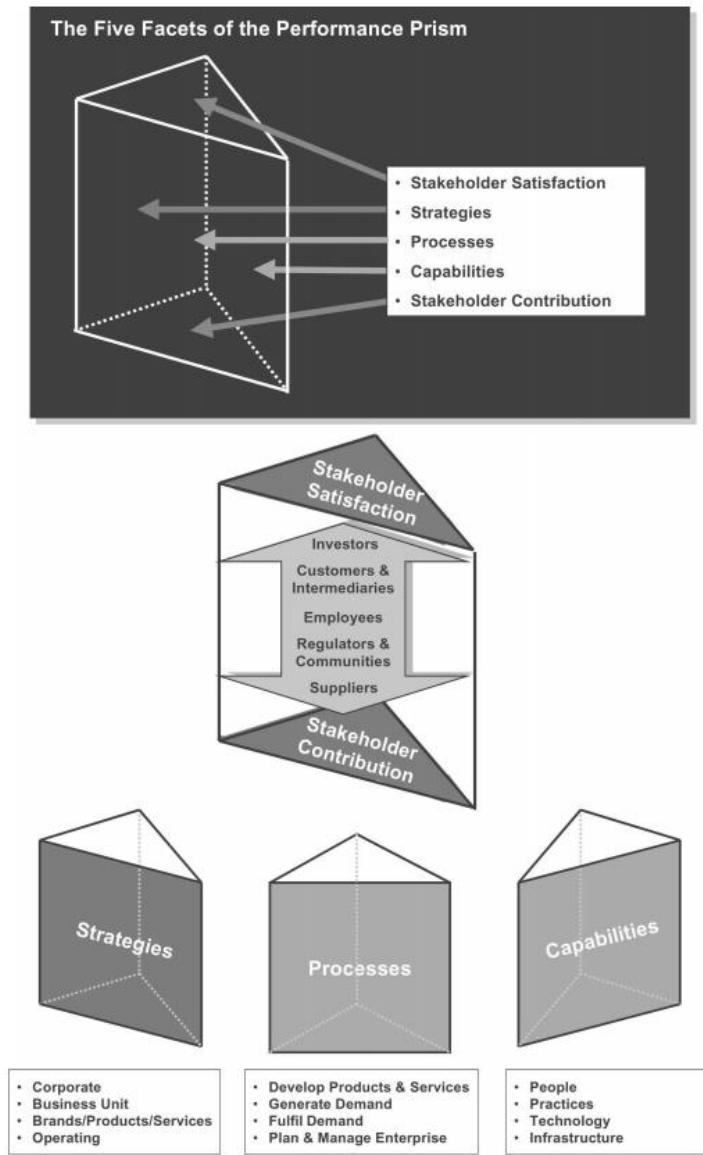 The Five Facets of the Performance Prism
• Stakeholder Satisfaction
• Strategies
• Processes
• Capabilities
• Stakeholder Contribution
Stakeholder
Satisfaction
Investors
Customers &
Intermediaries
Employees
Regulators &
Communities
Suppliers
Stakeholder
Contribution
Strategies
Processes
Capabilities
• Corporate
• Business Unit
• Brands/Products/Services
• Operating
• Develop Products & Services
• Generate Demand
• Fulfil Demand
• Plan & Manage Enterprise
• People
• Practices
• Technology
• Infrastructure